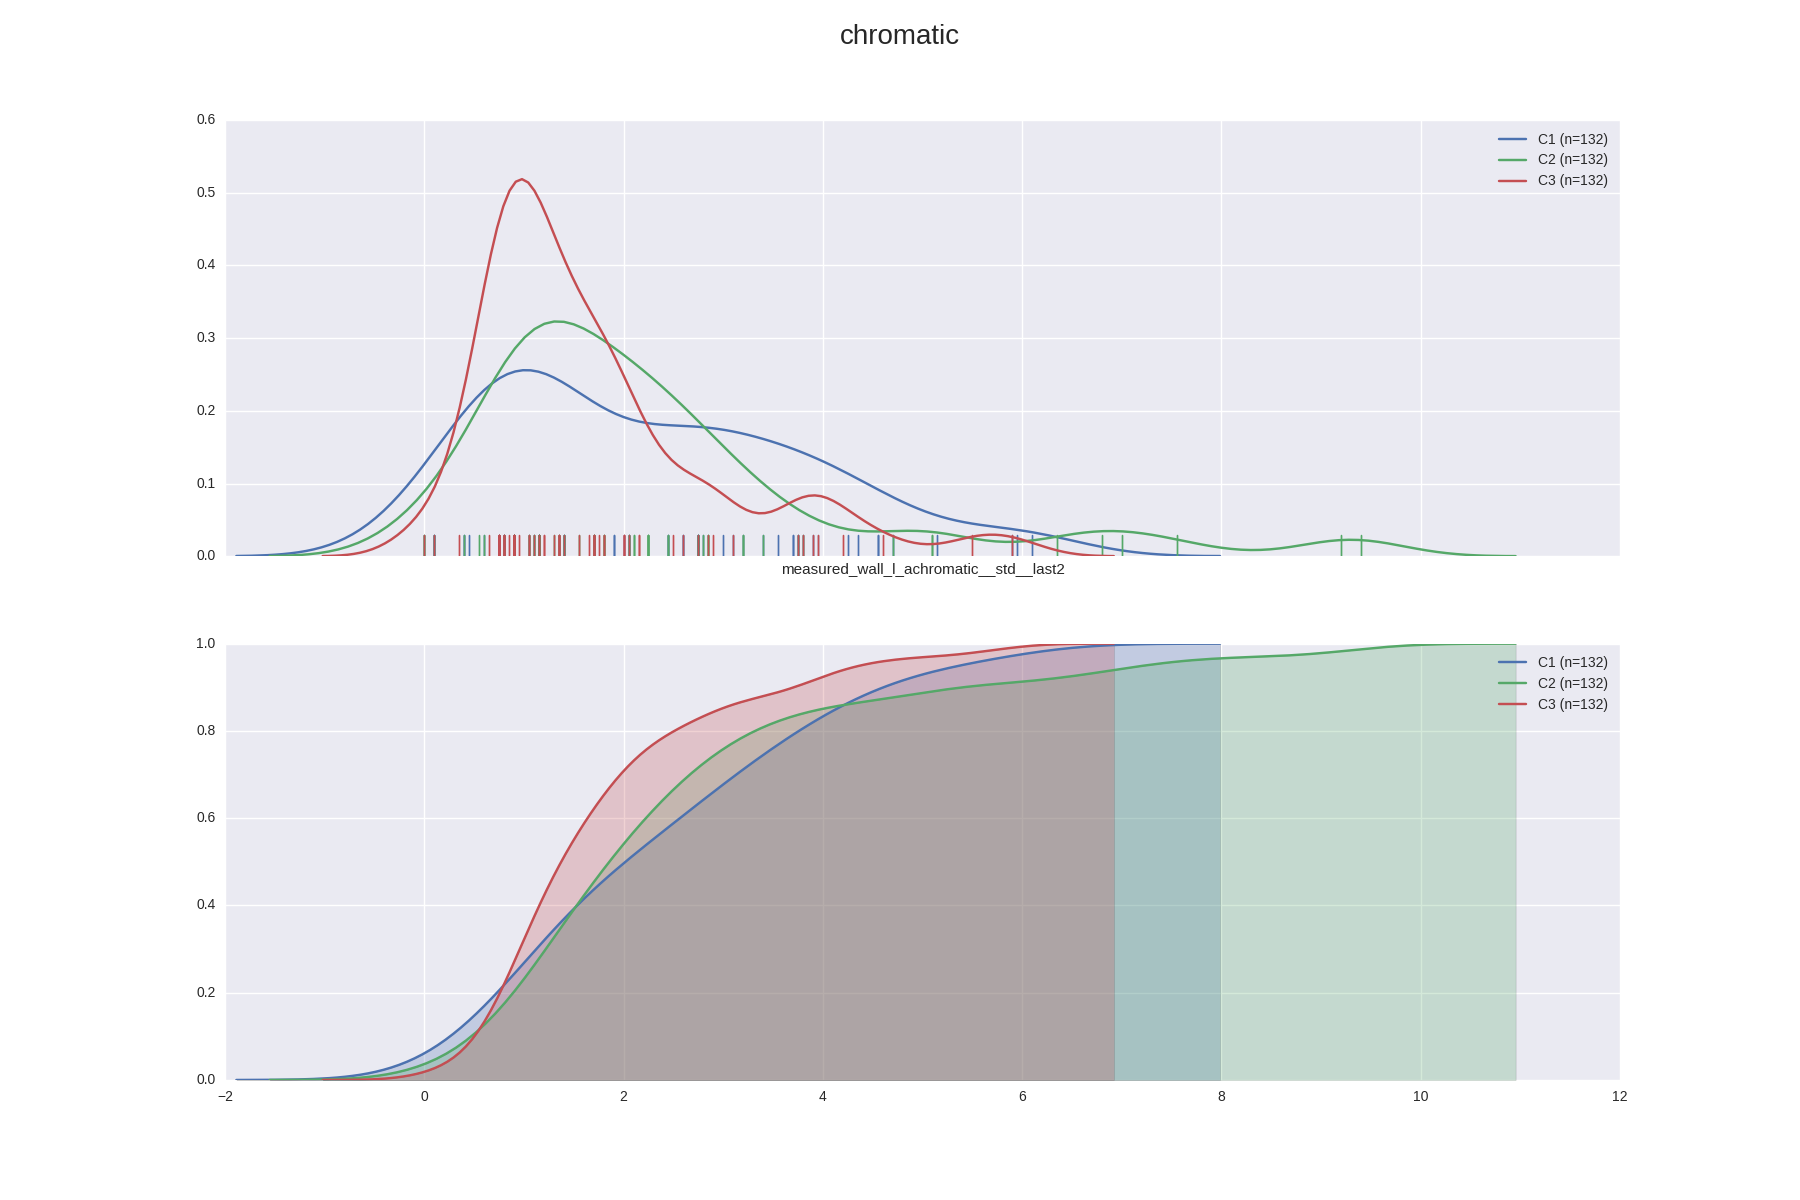 chromatic
0.6
0.5
0.4
0.3
0.2
0.1
0.0
C1 (n=132)
C2 (n=132)
C3 (n=132)
measured_wall_l_achromatic__std__last2
1.0
0.8
0.6
0.4
0.2
0.0
C1 (n=132)
C2 (n=132)
C3 (n=132)
−2 0 2 4 6 8 10 12